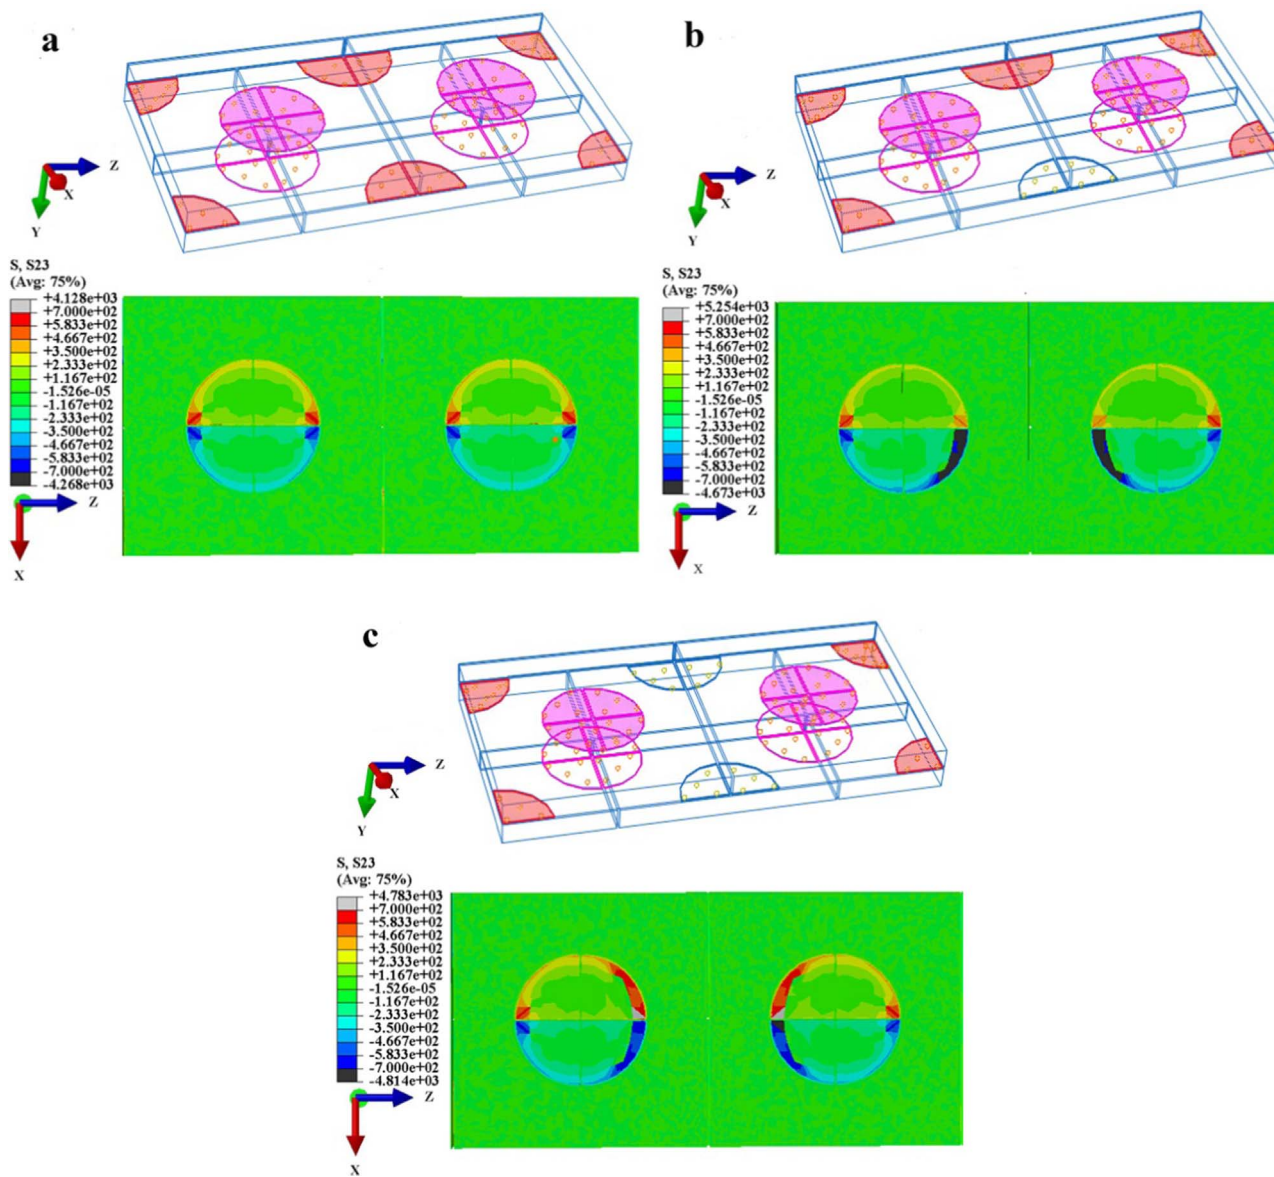 a
Z
X
Y
S, S23
(Avg: 75%)
+4.128e+03
+7.000e+02
+5.833e+02
+4.667e+02
+3.500e+02
+2.333e+02
+1.167e+02
-1.526e-05
-1.167e+02
-2.333e+02
-3.500e+02
-4.667e+02
-5.833e+02
-7.000e+02
-4.268e+03
Z
X
b
Z
X
Y
S, S23
(Avg: 75%)
+5.254e+03
+7.000e+02
+5.833e+02
+4.667e+02
+3.500e+02
+2.333e+02
+1.167e+02
-1.526e-05
-1.167e+02
-2.333e+02
-3.500e+02
-4.667e+02
-5.833e+02
-7.000e+02
-4.673e+03
Z
X
c
Z
X
Y
S, S23
(Avg: 75%)
+4.783e+03
+7.000e+02
+5.833e+02
+4.667e+02
+3.500e+02
+2.333e+02
+1.167e+02
-1.526e-05
-1.167e+02
-2.333e+02
-3.500e+02
-4.667e+02
-5.833e+02
-7.000e+02
-4.814e+03
Z
X